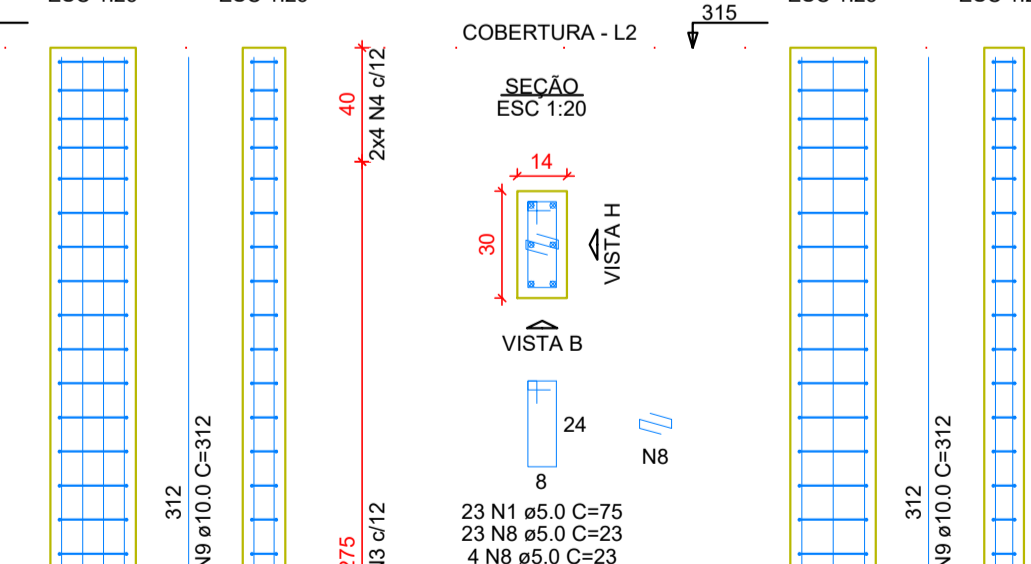 COBERTURA - L2
315
SEÇÃO
ESC 1:20
40
2x4 N4 c/12
14
30
VISTA H
VISTA B
24
N8
8
23 N1 ø5.0 C=75
23 N8 ø5.0 C=23
4 N8 ø5.0 C=23
312
N9 ø10.0 C=312
275
N3 c/12
312
N9 ø10.0 C=312